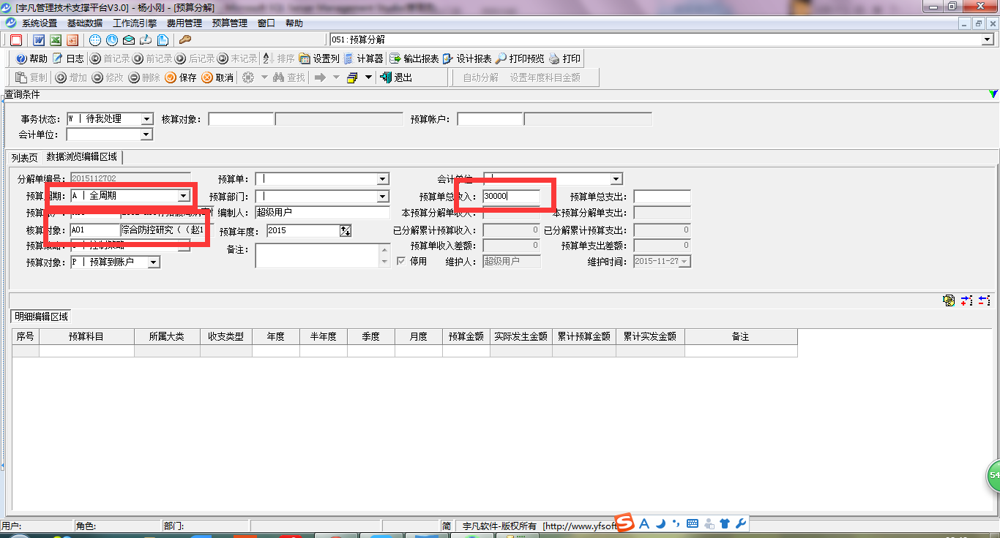 [宇凡管理技术支撑平台V3.0] - 杨小刚 - [预算分解]
系统设置 基础数据 工作流引擎 费用管理 预算管理 窗口 帮助
051:预算分解
帮助 日志 首记录 前记录 后记录 末记录 排序 设置列 计算器 输出报表 设计报表 打印预览 打印
复制 增加 修改 删除 保存 取消 查找 退出 自动分解 设置年度科目金额
查询条件
事务状态: W | 待我处理 核算对象: 预算帐户:
会计单位:
列表页 数据浏览编辑区域
分解单编号: 2015112702 预算单: | 会计单位
预算周期: A | 全周期 预算部门: | 预算单总收入: 30000 预算单总支出:
编制人: 超级用户 本预算分解单收入: 本预算分解单支出:
核算对象: A01 综合防控研究((赵1 预算年度: 2015 已分解累计预算收入: 0 已分解累计预算支出: 0
预算策略: 控制策略 备注: 预算单收入差额: 0 预算单支出差额: 0
预算对象: P | 预算到账户 停用 维护人: 超级用户 维护时间: 2015-11-27
明细编辑区域
序号 预算科目 所属大类 收支类型 年度 半年度 季度 月度 预算金额 实际发生金额 累计预算金额 累计实发金额 备注
54
用户: 角色: 部门: 简 宇凡软件-版权所有 [http://www.yfsoft